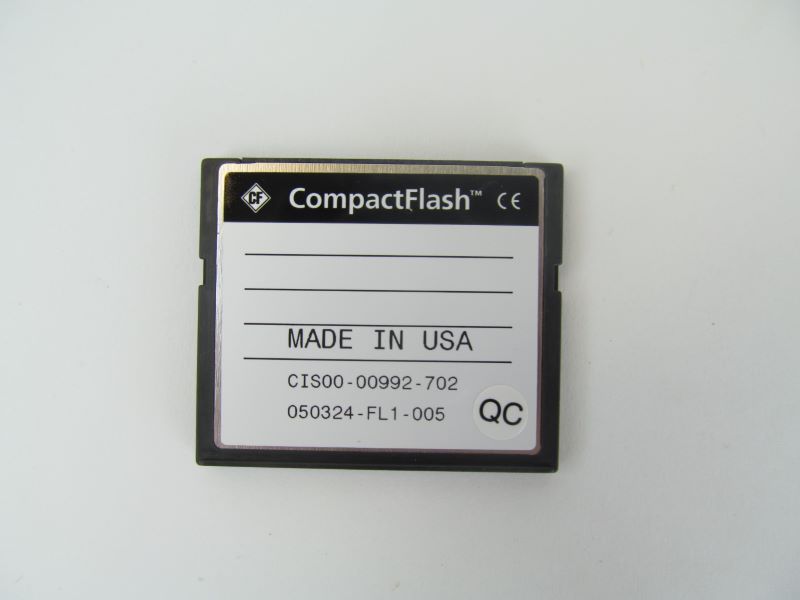 CF CompactFlash™ CE
MADE IN USA
CIS00-00992-702
050324-FL1-005
QC